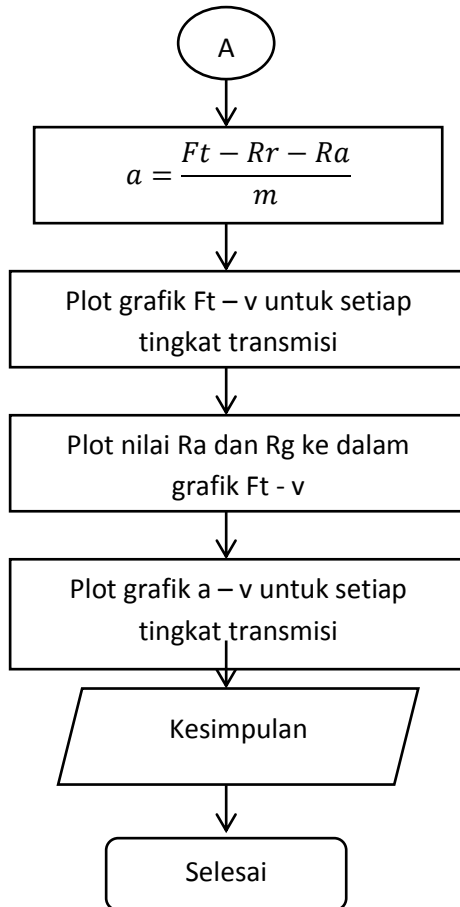 A
a = \frac{Ft - Rr - Ra}{m}
Plot grafik Ft – v untuk setiap
tingkat transmisi
Plot nilai Ra dan Rg ke dalam
grafik Ft - v
Plot grafik a – v untuk setiap
tingkat transmisi
Kesimpulan
Selesai